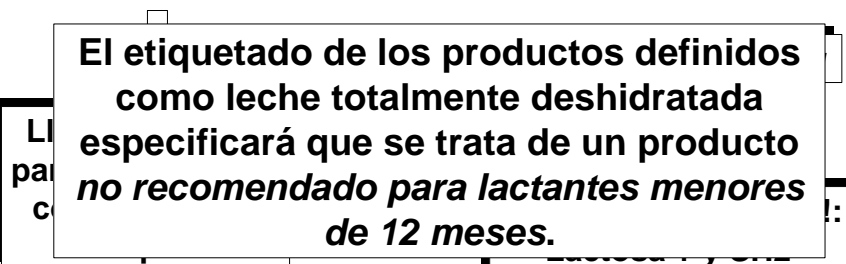 El etiquetado de los productos definidos
como leche totalmente deshidratada
especificará que se trata de un producto
no recomendado para lactantes menores
de 12 meses.